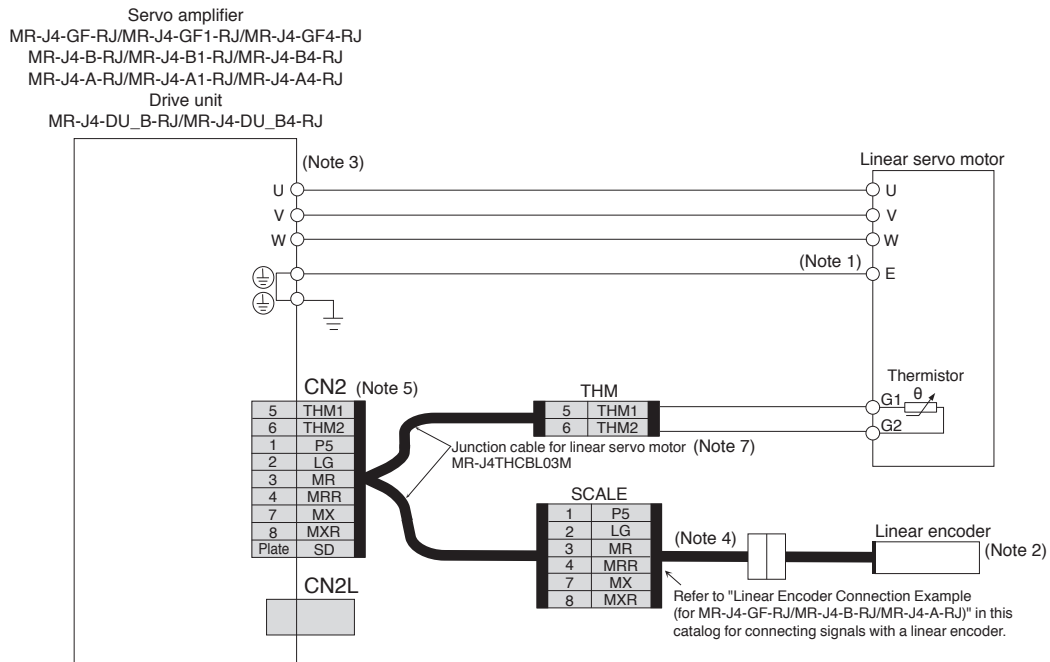 Servo amplifier
MR-J4-GF-RJ/MR-J4-GF1-RJ/MR-J4-GF4-RJ
MR-J4-B-RJ/MR-J4-B1-RJ/MR-J4-B4-RJ
MR-J4-A-RJ/MR-J4-A1-RJ/MR-J4-A4-RJ
Drive unit
MR-J4-DU_B-RJ/MR-J4-DU_B4-RJ
(Note 3)
Linear servo motor
U U
V V
W W
(Note 1)
E
CN2 (Note 5)
5 THM1
6 THM2
1 P5
2 LG
3 MR
4 MRR
7 MX
8 MXR
Plate SD
THM
5 THM1
6 THM2
Thermistor
G1 θ
G2
Junction cable for linear servo motor (Note 7)
MR-J4THCBL03M
SCALE
1 P5
2 LG
3 MR
4 MRR
7 MX
8 MXR
(Note 4)
Linear encoder
(Note 2)
CN2L
Refer to "Linear Encoder Connection Example
(for MR-J4-GF-RJ/MR-J4-B-RJ/MR-J4-A-RJ)" in this
catalog for connecting signals with a linear encoder.